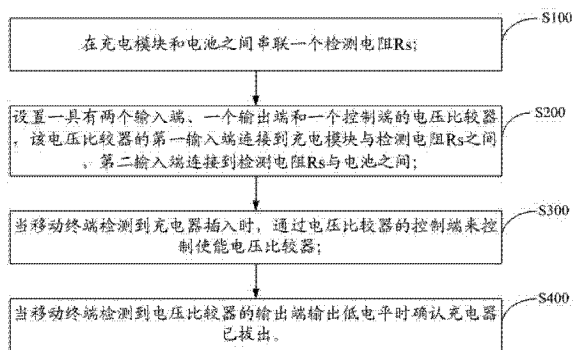 在充电模块和电池之间串联一个检测电阻Rs;
S100
设置一具有两个输入端、一个输出端和一个控制端的电压比较器
,该电压比较器的第一输入端连接到充电模块与检测电阻Rs之间
、第二输入端连接到检测电阻Rs与电池之间;
S200
当移动终端检测到充电器插入时,通过电压比较器的控制端来控
制使能电压比较器;
S300
当移动终端检测到电压比较器的输出端输出低电平时确认充电器
已拔出。
S400